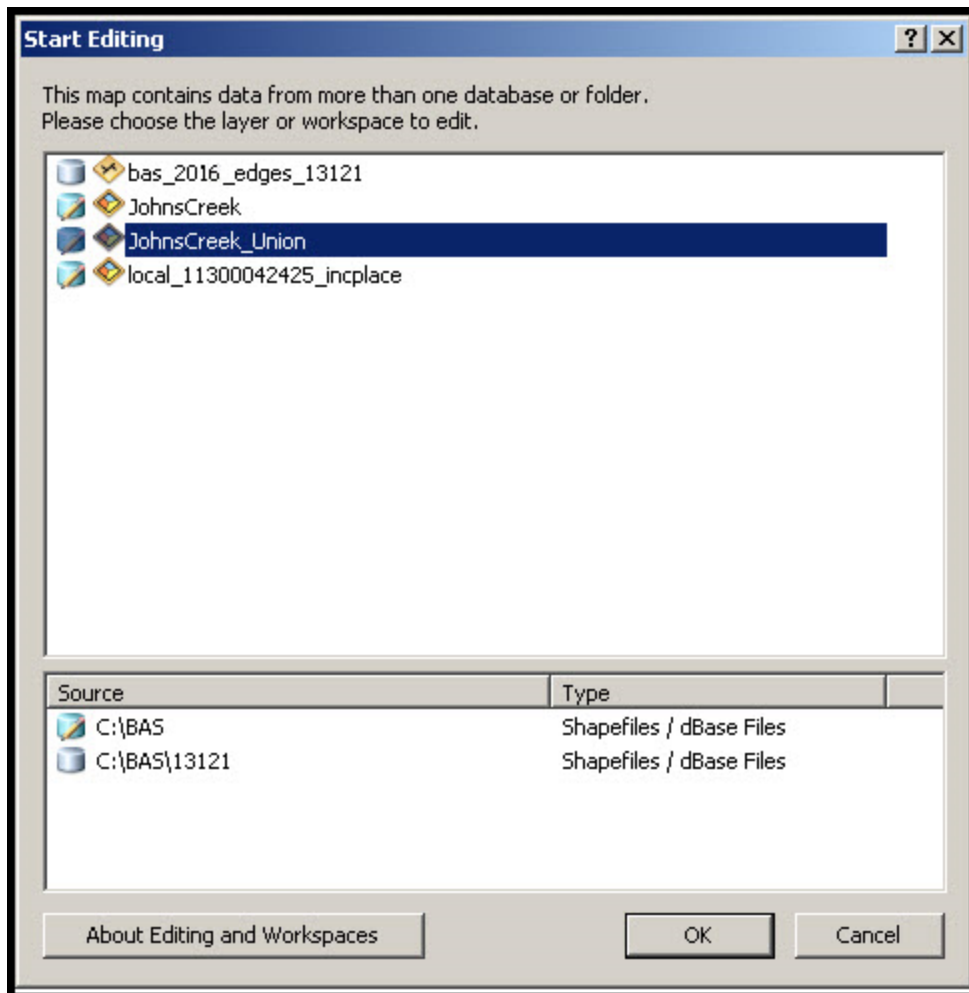 Start Editing
This map contains data from more than one database or folder.
Please choose the layer or workspace to edit.
bas_2016_edges_13121
JohnsCreek
JohnsCreek_Union
local_11300042425_incplace
Source Type
C:\BAS Shapefiles / dBase Files
C:\BAS\13121 Shapefiles / dBase Files
About Editing and Workspaces OK Cancel